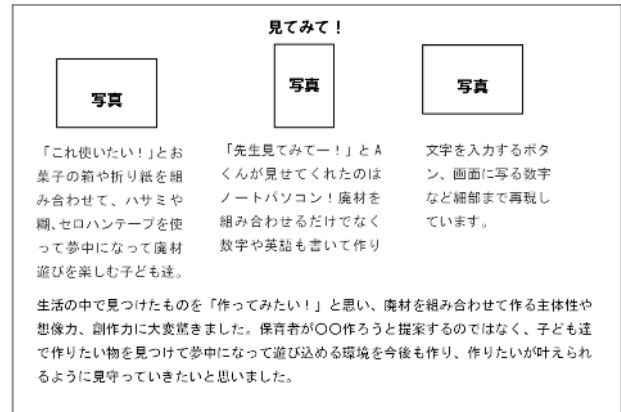 見てみて！
写真
写真
写真
「これ使いたい！」とお
菓子の箱や折り紙を組
み合わせて、ハサミや
糊、セロハンテープを使
って夢中になって廃材
遊びを楽しむ子ども達。
「先生見てみてー！」とA
くんが見せてくれたのは
ノートパソコン！廃材を
組み合わせるだけでなく
数字や英語も書いて作り
文字を入力するボタ
ン、画面に写る数字
など細部まで再現し
ています。
生活の中で見つけたものを「作ってみたい！」と思い、廃材を組み合わせて作る主体性や
想像力、創作力に大変驚きました。保育者が〇〇作ろうと提案するのではなく、子ども達
で作りたい物を見つけて夢中になって遊び込める環境を今後も作り、作りたいが叶えられ
るように見守っていきたいと思いました。